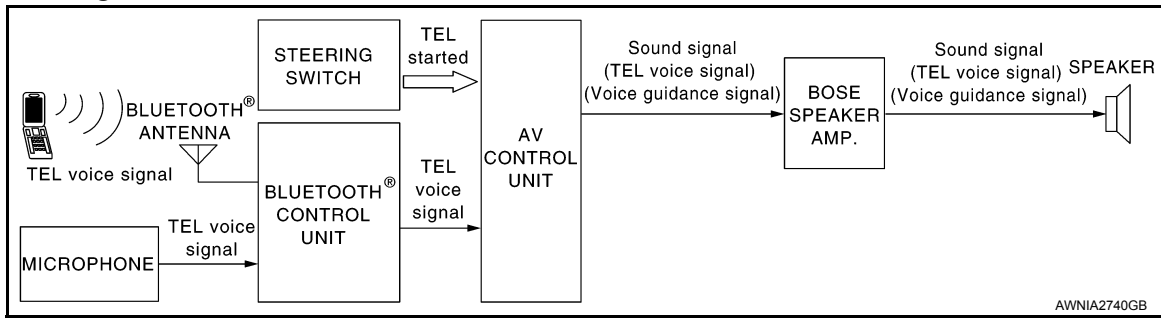 STEERING
SWITCH
TEL
started
BLUETOOTH®
ANTENNA
TEL voice signal
MICROPHONE
TEL voice
signal
BLUETOOTH®
CONTROL
UNIT
TEL
voice
signal
AV
CONTROL
UNIT
Sound signal
(TEL voice signal)
(Voice guidance signal)
BOSE
SPEAKER
AMP.
Sound signal
(TEL voice signal)
(Voice guidance signal)
SPEAKER
AWNIA2740GB